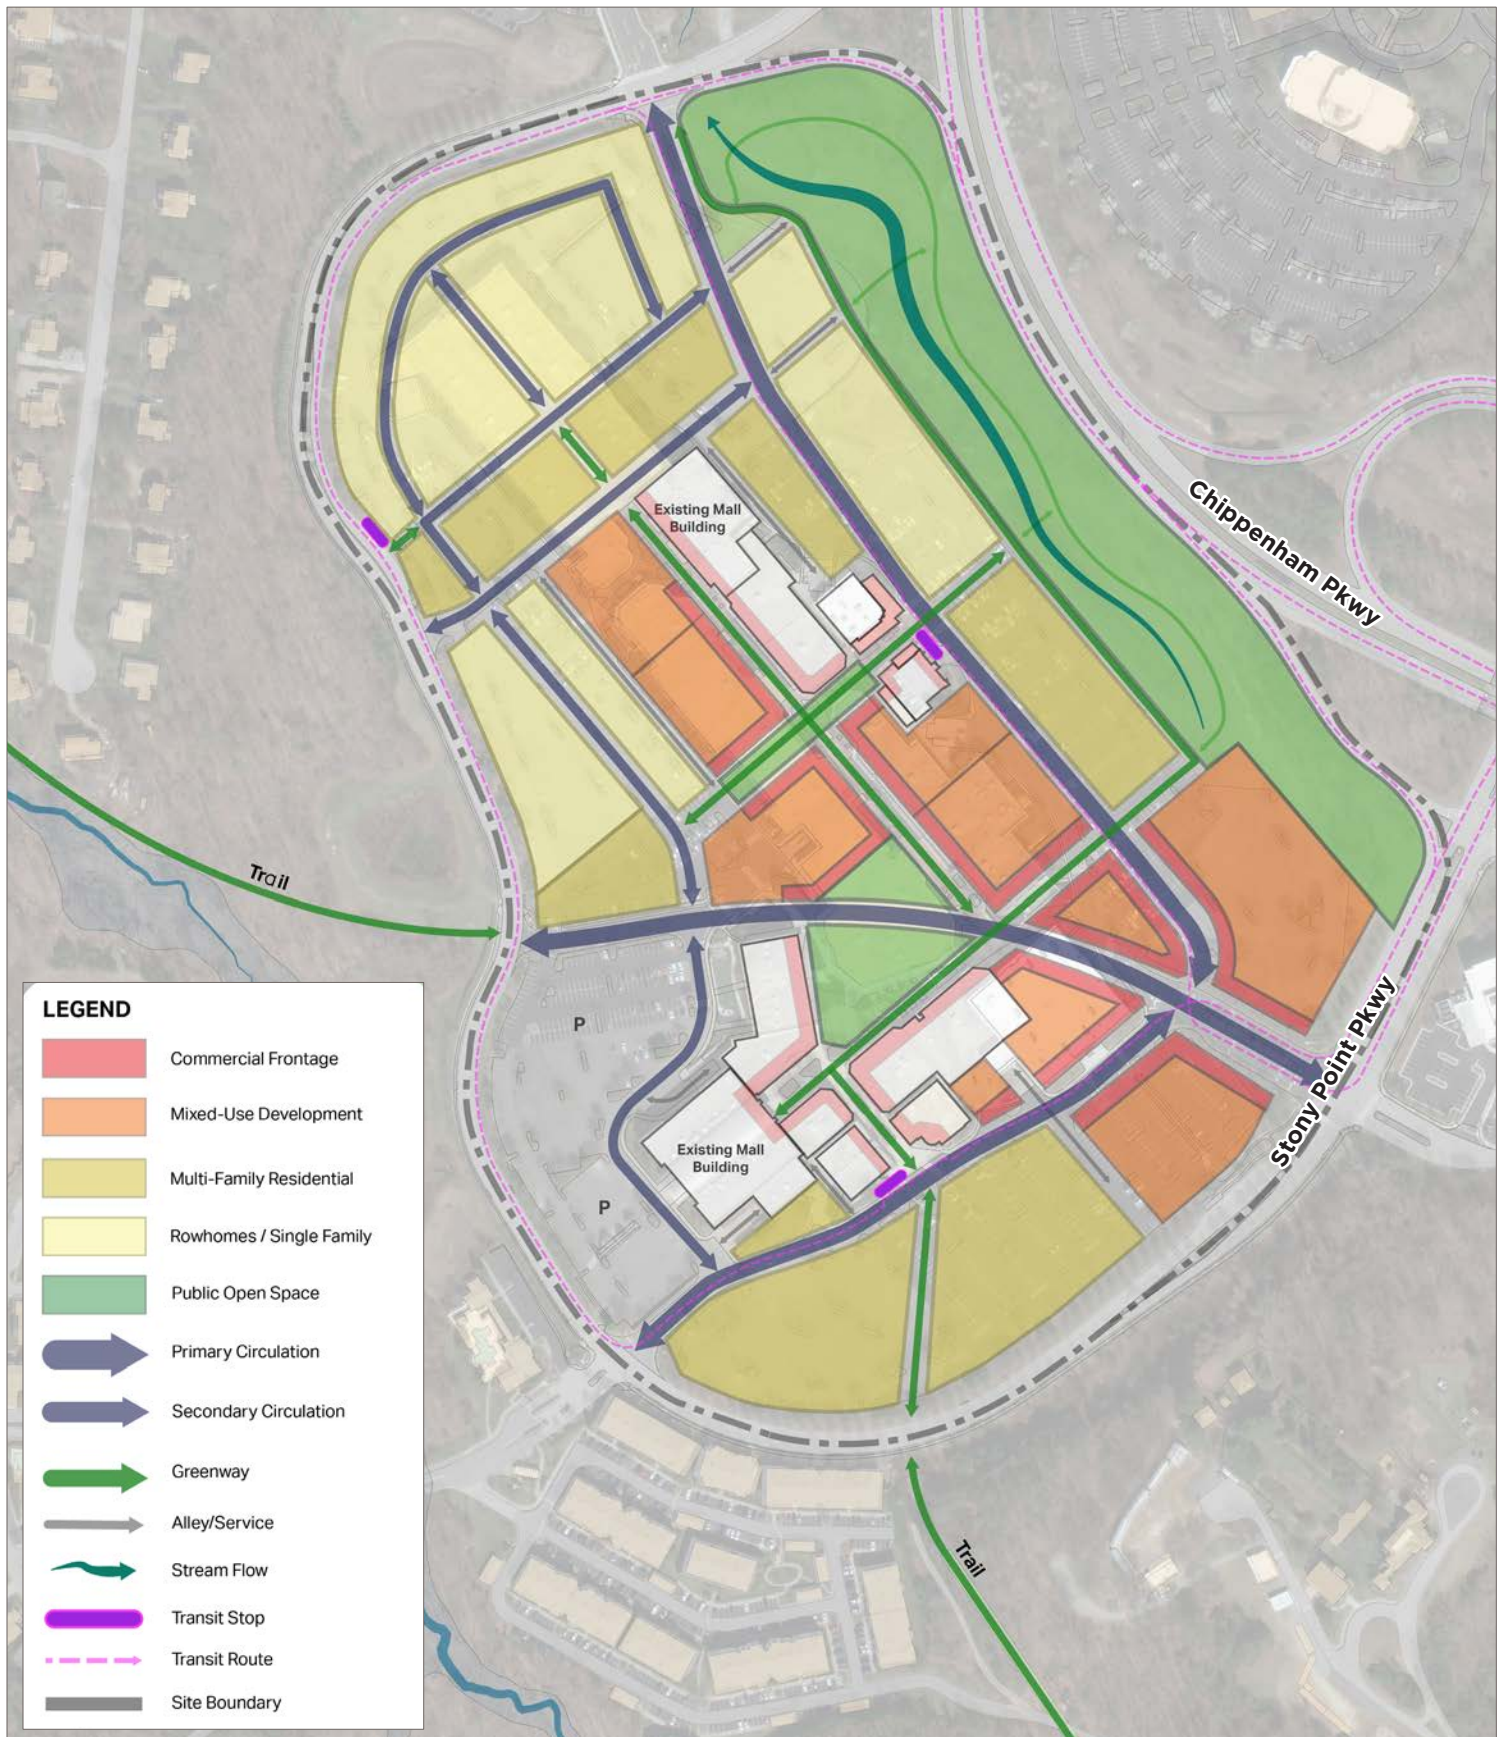 Existing Mall
Building
Chippenham Pkwy
Trail
Stony Point Pkwy
P
Existing Mall
Building
P
Trail
LEGEND
Commercial Frontage
Mixed-Use Development
Multi-Family Residential
Rowhomes / Single Family
Public Open Space
Primary Circulation
Secondary Circulation
Greenway
Alley/Service
Stream Flow
Transit Stop
Transit Route
Site Boundary